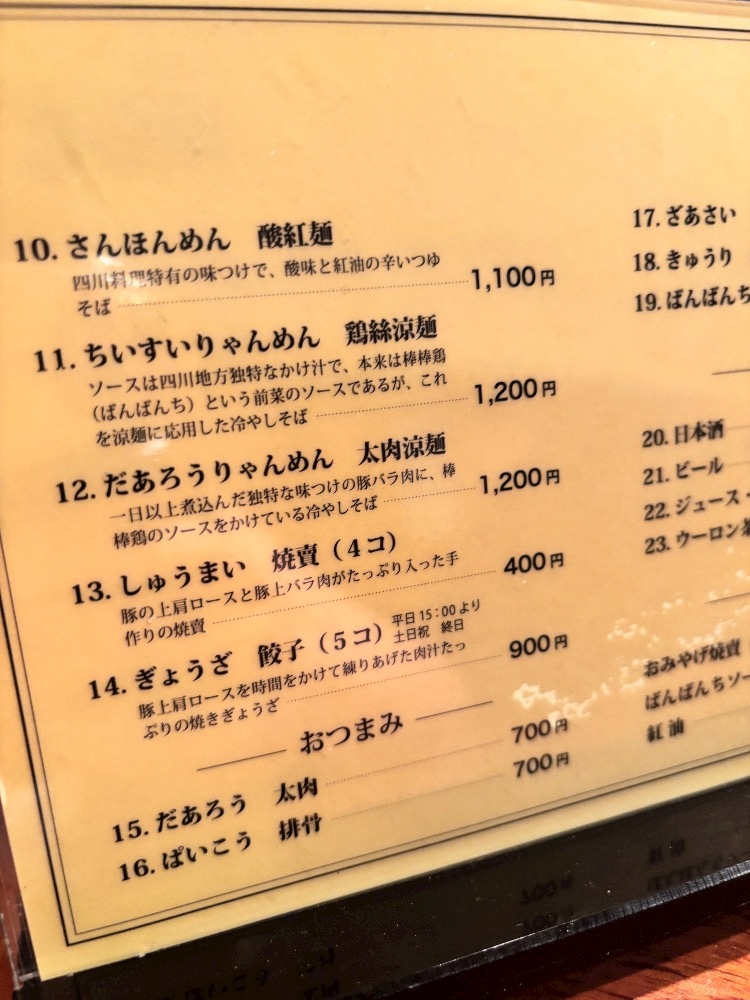 10. さんほんめん 酸紅麺
四川料理特有の味つけで、酸味と紅油の辛いつゆ
そば 1,100円
11. ちいすいりゃんめん 鶏絲涼麺
ソースは四川地方独特なかけ汁で、本来は棒棒鶏
(ばんばんち)という前菜のソースであるが、これ
を涼麺に応用した冷やしそば 1,200円
12. だあろうりゃんめん 太肉涼麺
一日以上煮込んだ独特な味つけの豚バラ肉に、棒
棒鶏のソースをかけている冷やしそば 1,200円
13. しゅうまい 焼賣(4コ)
豚の上肩ロースと豚上バラ肉がたっぷり入った手
作りの焼賣 400円
14. ぎょうざ 餃子(5コ) 平日15:00より
土日祝 終日
豚上肩ロースを時間をかけて練りあげた肉汁たっ
ぷりの焼きぎょうざ 900円
おつまみ
15. だあろう 太肉 700円
16. ぱいこう 排骨 700円
17. ざあさい
18. きゅうり
19. ばんばんち
20. 日本酒
21. ビール
22. ジュース・
23. ウーロン茶
おみやげ焼賣
ばんばんちソー
紅油